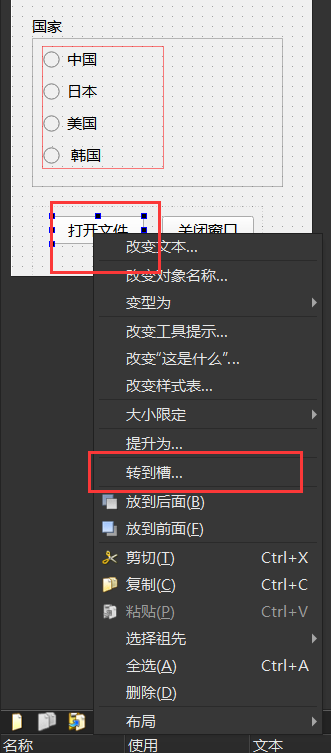 国家
中国
日本
美国
韩国
打开文件 关闭窗口
改变文本...
改变对象名称...
变型为
改变工具提示...
改变“这是什么”...
改变样式表...
大小限定
提升为...
转到槽...
放到后面(B)
放到前面(F)
剪切(T) Ctrl+X
复制(C) Ctrl+C
粘贴(P) Ctrl+V
选择祖先
全选(A) Ctrl+A
删除(D)
布局
名称 使用 文本